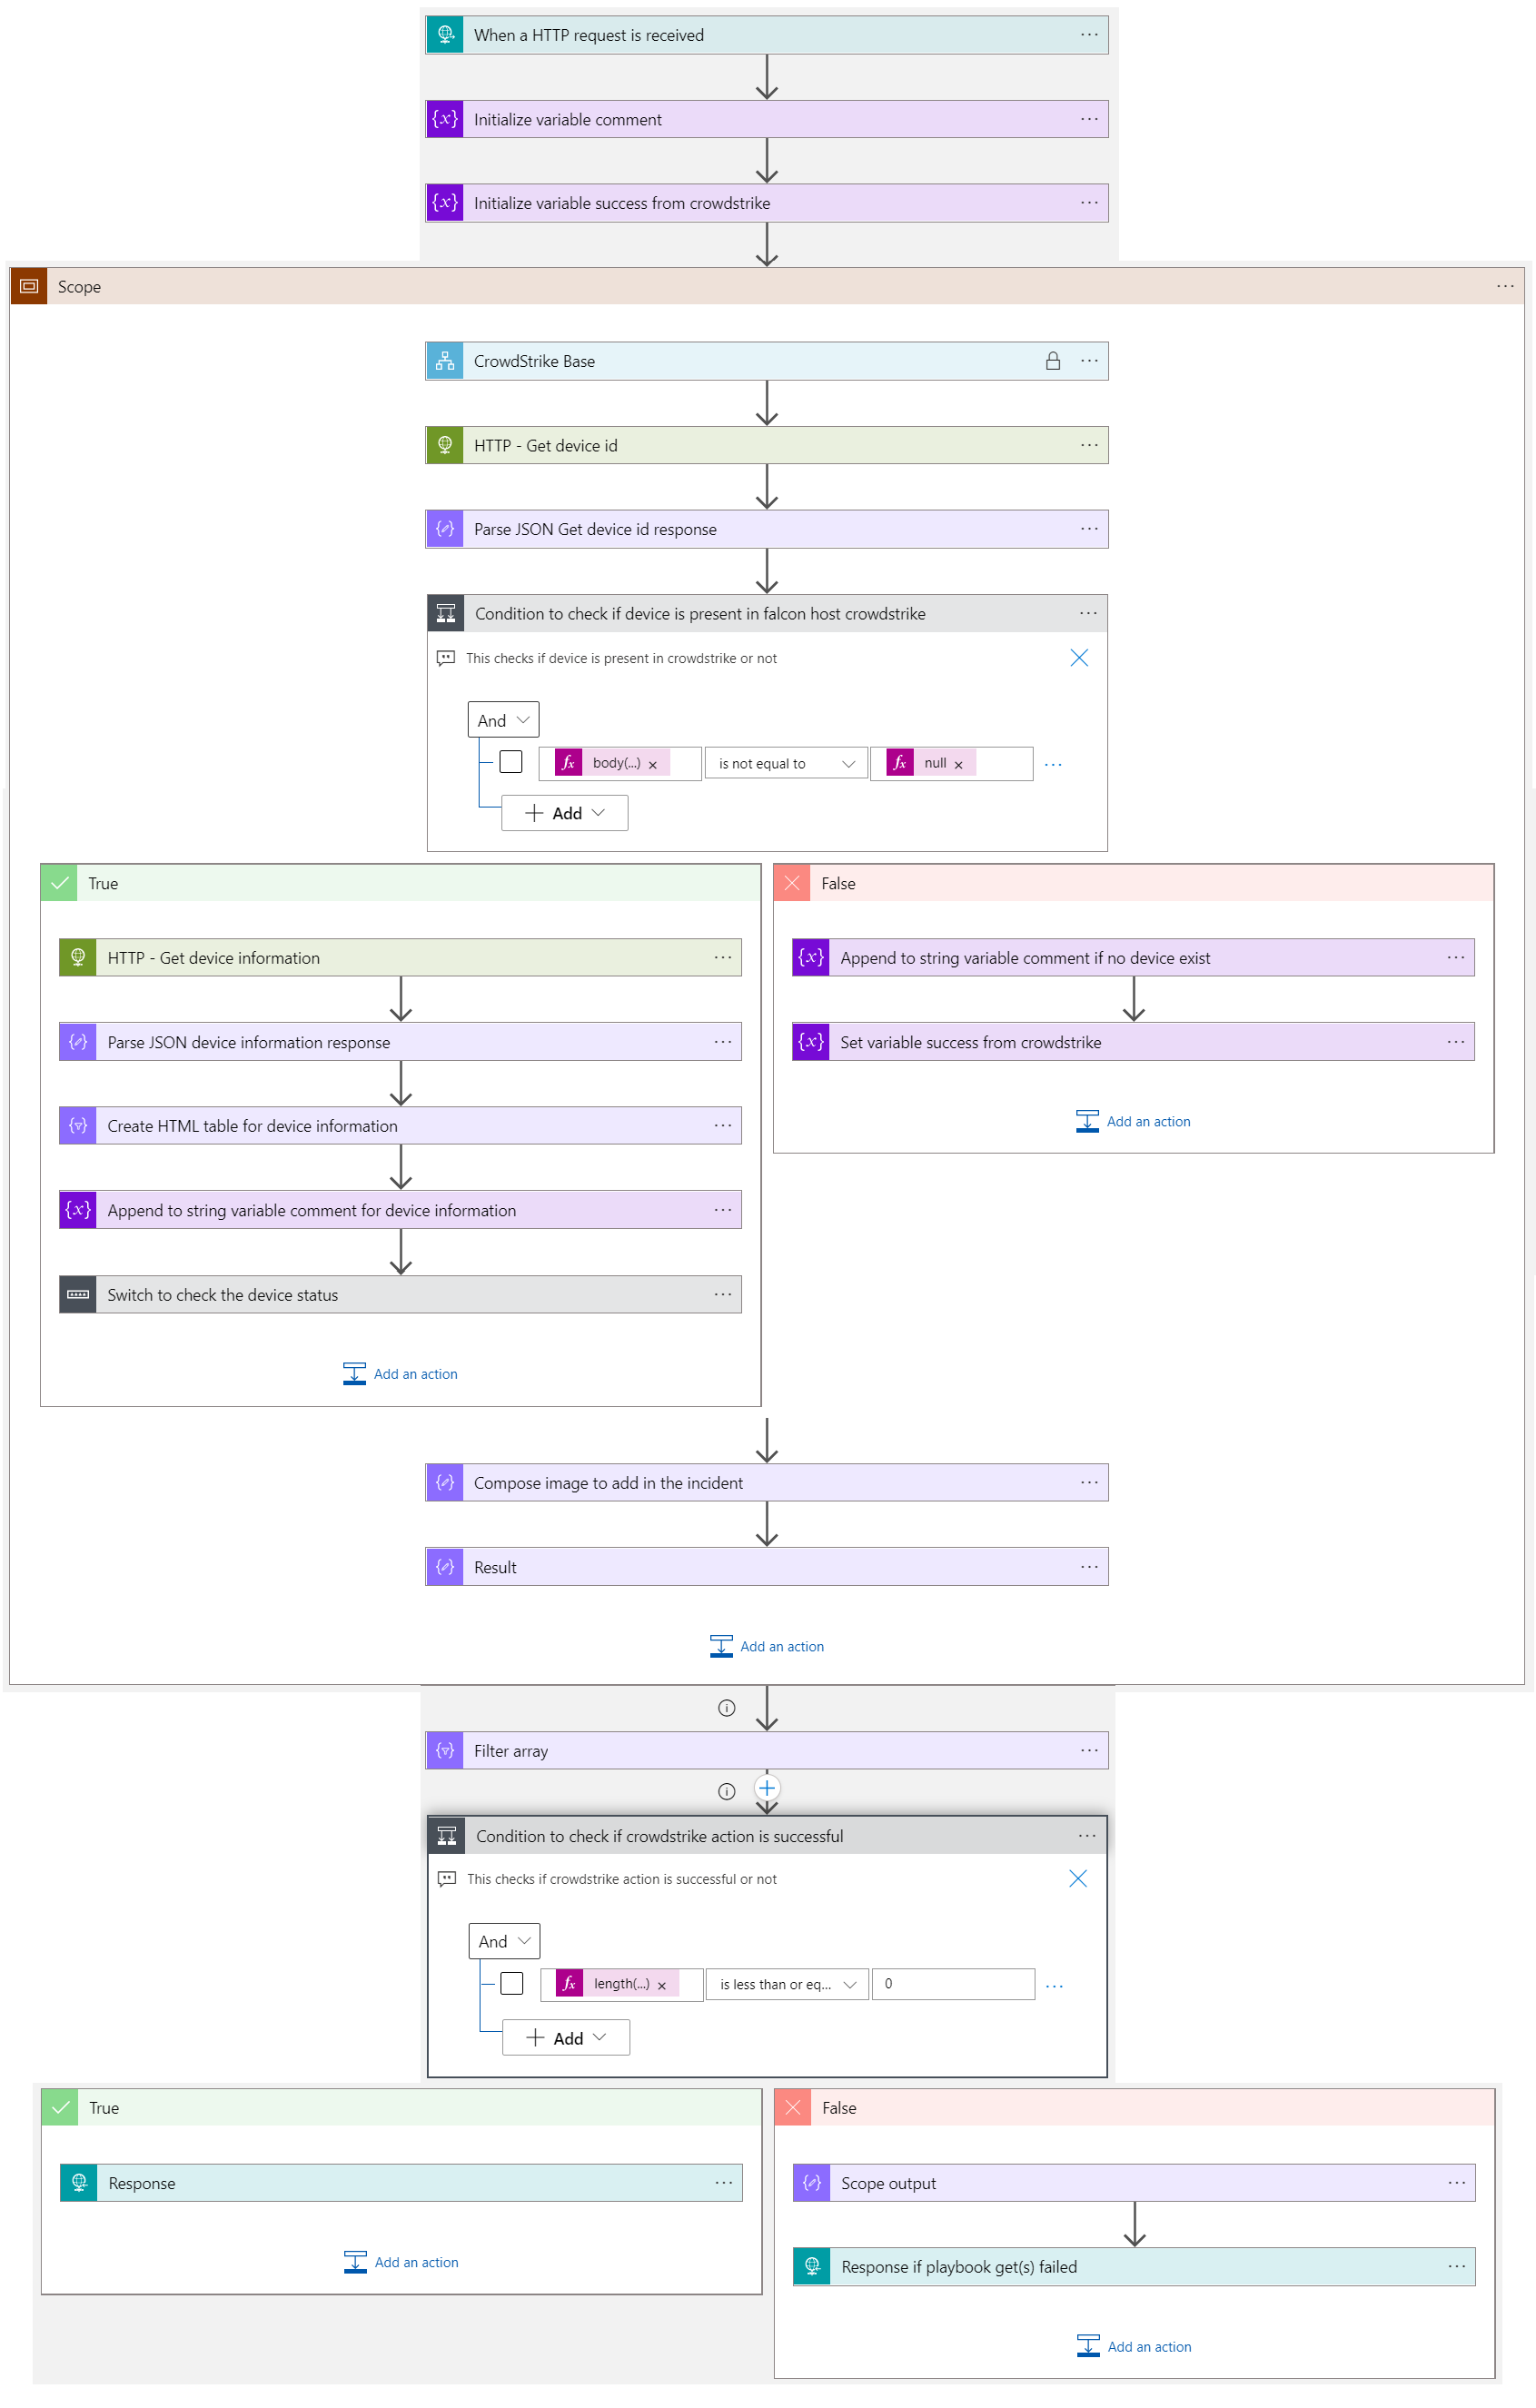 When a HTTP request is received
Initialize variable comment
Initialize variable success from crowdstrike
Scope
CrowdStrike Base
HTTP - Get device id
Parse JSON Get device id response
Condition to check if device is present in falcon host crowdstrike
This checks if device is present in crowdstrike or not
And
body(...) × is not equal to null ×
Add
True
HTTP - Get device information
Parse JSON device information response
Create HTML table for device information
Append to string variable comment for device information
Switch to check the device status
Add an action
False
Append to string variable comment if no device exist
Set variable success from crowdstrike
Add an action
Compose image to add in the incident
Result
Add an action
Filter array
Condition to check if crowdstrike action is successful
This checks if crowdstrike action is successful or not
And
length(...) × is less than or eq... 0
Add
True
Response
Add an action
False
Scope output
Response if playbook get(s) failed
Add an action